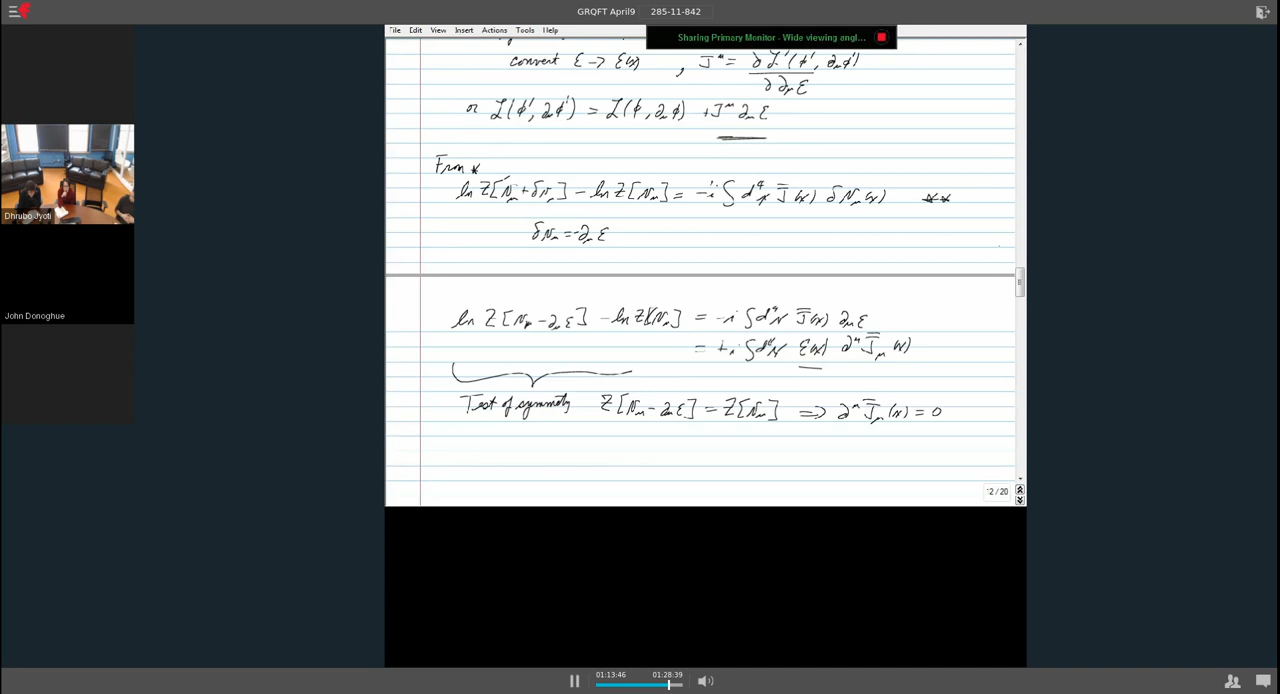 GRQFT April9 285-11-842
File Edit View Insert Actions Tools Help
Sharing Primary Monitor - Wide viewing angl...
convert ε → ε(x) , J^μ = ∂L'(φ', ∂_μφ') / ∂∂_με
or L(φ', ∂φ') = L(φ, ∂_μφ) + J^μ ∂_με
From *
ln Z[N_μ + δN_μ] - ln Z[N_μ] = -i ∫ d⁴x J̄(x) δN_μ(x) **
δN_μ = -∂_με
ln Z[N_μ - ∂_με] - ln Z[N_μ] = -i ∫ d⁴x J̄(x) ∂_με
= +i ∫ d⁴x ε(x) ∂^μ J̄_μ(x)
Test of symmetry Z[N_μ - ∂_με] = Z[N_μ] ⟹ ∂^μ J̄_μ(x) = 0
Dhrubo Jyoti
John Donoghue
2/20
01:13:46 01:28:39